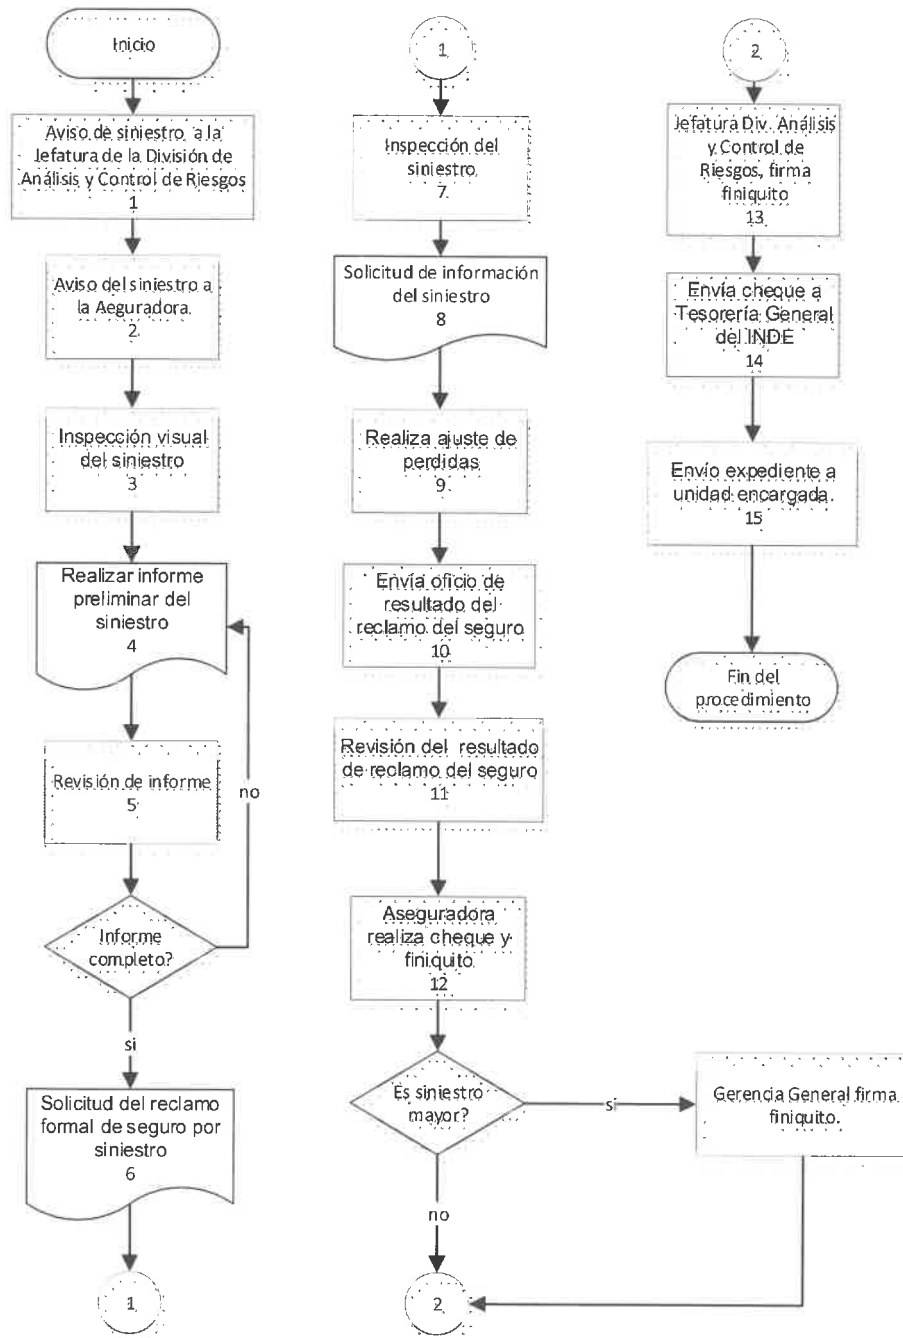 Inicio
Aviso de siniestro a la
Jefatura de la División de
Análisis y Control de Riesgos
1
Aviso del siniestro a
la Aeguradora.
2
Inspección visual
del siniestro
3
Realizar informe
preliminar del
siniestro
4
Revisión de informe
5
no
Informe
completo?
si
Solicitud del reclamo
formal de seguro por
siniestro
6
1
1
Inspección del
siniestro
7
Solicitud de información
del siniestro
8
Realiza ajuste de
perdidas
9
Envía oficio de
resultado del
reclamo del seguro
10
Revisión del resultado
de reclamo del seguro
11
Aseguradora
realiza cheque y
finiquito
12
Es siniestro
mayor?
si
Gerencia General firma
finiquito.
no
2
2
Jefatura Div. Análisis
y Control de
Riesgos, firma
finiquito
13
Envía cheque a
Tesorería General
del INDE
14
Envío expediente a
unidad encargada.
15
Fin del
procedimiento